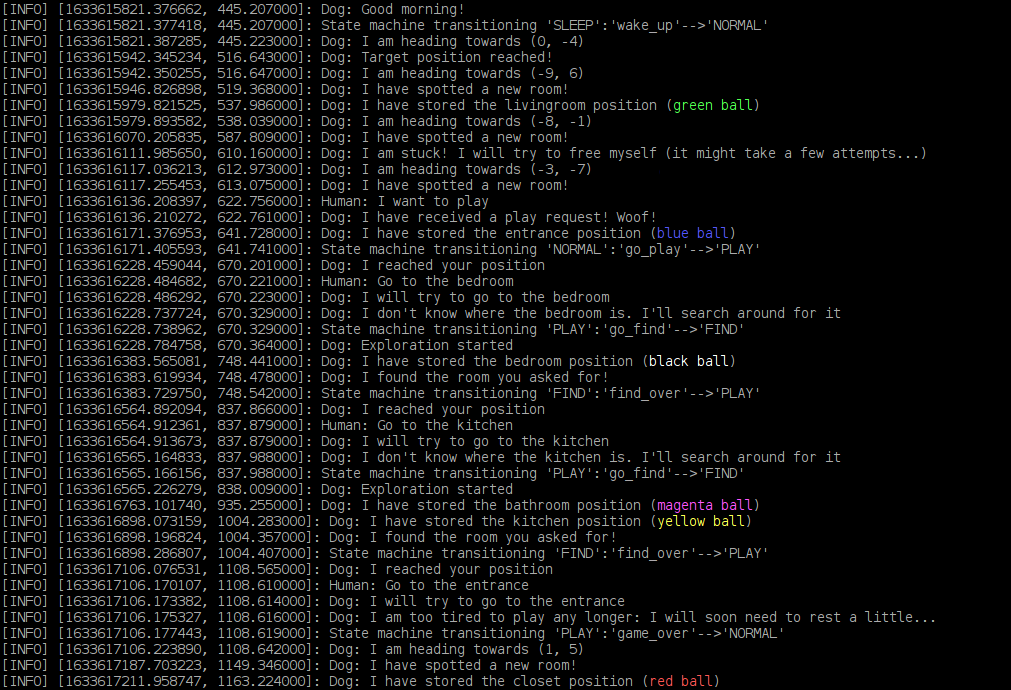 [INFO] [1633615821.376662, 445.207000]: Dog: Good morning!
[INFO] [1633615821.377418, 445.207000]: State machine transitioning 'SLEEP':'wake_up'-->'NORMAL'
[INFO] [1633615821.387285, 445.223000]: Dog: I am heading towards (0, -4)
[INFO] [1633615942.345234, 516.643000]: Dog: Target position reached!
[INFO] [1633615942.350255, 516.647000]: Dog: I am heading towards (-9, 6)
[INFO] [1633615946.826898, 519.368000]: Dog: I have spotted a new room!
[INFO] [1633615979.821525, 537.986000]: Dog: I have stored the livingroom position (green ball)
[INFO] [1633615979.893582, 538.039000]: Dog: I am heading towards (-8, -1)
[INFO] [1633616070.205835, 587.809000]: Dog: I have spotted a new room!
[INFO] [1633616111.985650, 610.160000]: Dog: I am stuck! I will try to free myself (it might take a few attempts...)
[INFO] [1633616117.036213, 612.973000]: Dog: I am heading towards (-3, -7)
[INFO] [1633616117.255453, 613.075000]: Dog: I have spotted a new room!
[INFO] [1633616136.208397, 622.756000]: Human: I want to play
[INFO] [1633616136.210272, 622.761000]: Dog: I have received a play request! Woof!
[INFO] [1633616171.376953, 641.728000]: Dog: I have stored the entrance position (blue ball)
[INFO] [1633616171.405593, 641.741000]: State machine transitioning 'NORMAL':'go_play'-->'PLAY'
[INFO] [1633616228.459044, 670.201000]: Dog: I reached your position
[INFO] [1633616228.484682, 670.221000]: Human: Go to the bedroom
[INFO] [1633616228.486292, 670.223000]: Dog: I will try to go to the bedroom
[INFO] [1633616228.737724, 670.329000]: Dog: I don't know where the bedroom is. I'll search around for it
[INFO] [1633616228.738962, 670.329000]: State machine transitioning 'PLAY':'go_find'-->'FIND'
[INFO] [1633616228.784758, 670.364000]: Dog: Exploration started
[INFO] [1633616383.565081, 748.441000]: Dog: I have stored the bedroom position (black ball)
[INFO] [1633616383.619934, 748.478000]: Dog: I found the room you asked for!
[INFO] [1633616383.729750, 748.542000]: State machine transitioning 'FIND':'find_over'-->'PLAY'
[INFO] [1633616564.892094, 837.866000]: Dog: I reached your position
[INFO] [1633616564.912361, 837.879000]: Human: Go to the kitchen
[INFO] [1633616564.913673, 837.879000]: Dog: I will try to go to the kitchen
[INFO] [1633616565.164833, 837.988000]: Dog: I don't know where the kitchen is. I'll search around for it
[INFO] [1633616565.166156, 837.988000]: State machine transitioning 'PLAY':'go_find'-->'FIND'
[INFO] [1633616565.226279, 838.009000]: Dog: Exploration started
[INFO] [1633616763.101740, 935.255000]: Dog: I have stored the bathroom position (magenta ball)
[INFO] [1633616898.073159, 1004.283000]: Dog: I have stored the kitchen position (yellow ball)
[INFO] [1633616898.196824, 1004.357000]: Dog: I found the room you asked for!
[INFO] [1633616898.286807, 1004.407000]: State machine transitioning 'FIND':'find_over'-->'PLAY'
[INFO] [1633617106.076531, 1108.565000]: Dog: I reached your position
[INFO] [1633617106.170107, 1108.610000]: Human: Go to the entrance
[INFO] [1633617106.173382, 1108.614000]: Dog: I will try to go to the entrance
[INFO] [1633617106.175327, 1108.616000]: Dog: I am too tired to play any longer: I will soon need to rest a little...
[INFO] [1633617106.177443, 1108.619000]: State machine transitioning 'PLAY':'game_over'-->'NORMAL'
[INFO] [1633617106.223890, 1108.642000]: Dog: I am heading towards (1, 5)
[INFO] [1633617187.703223, 1149.346000]: Dog: I have spotted a new room!
[INFO] [1633617211.958747, 1163.224000]: Dog: I have stored the closet position (red ball)